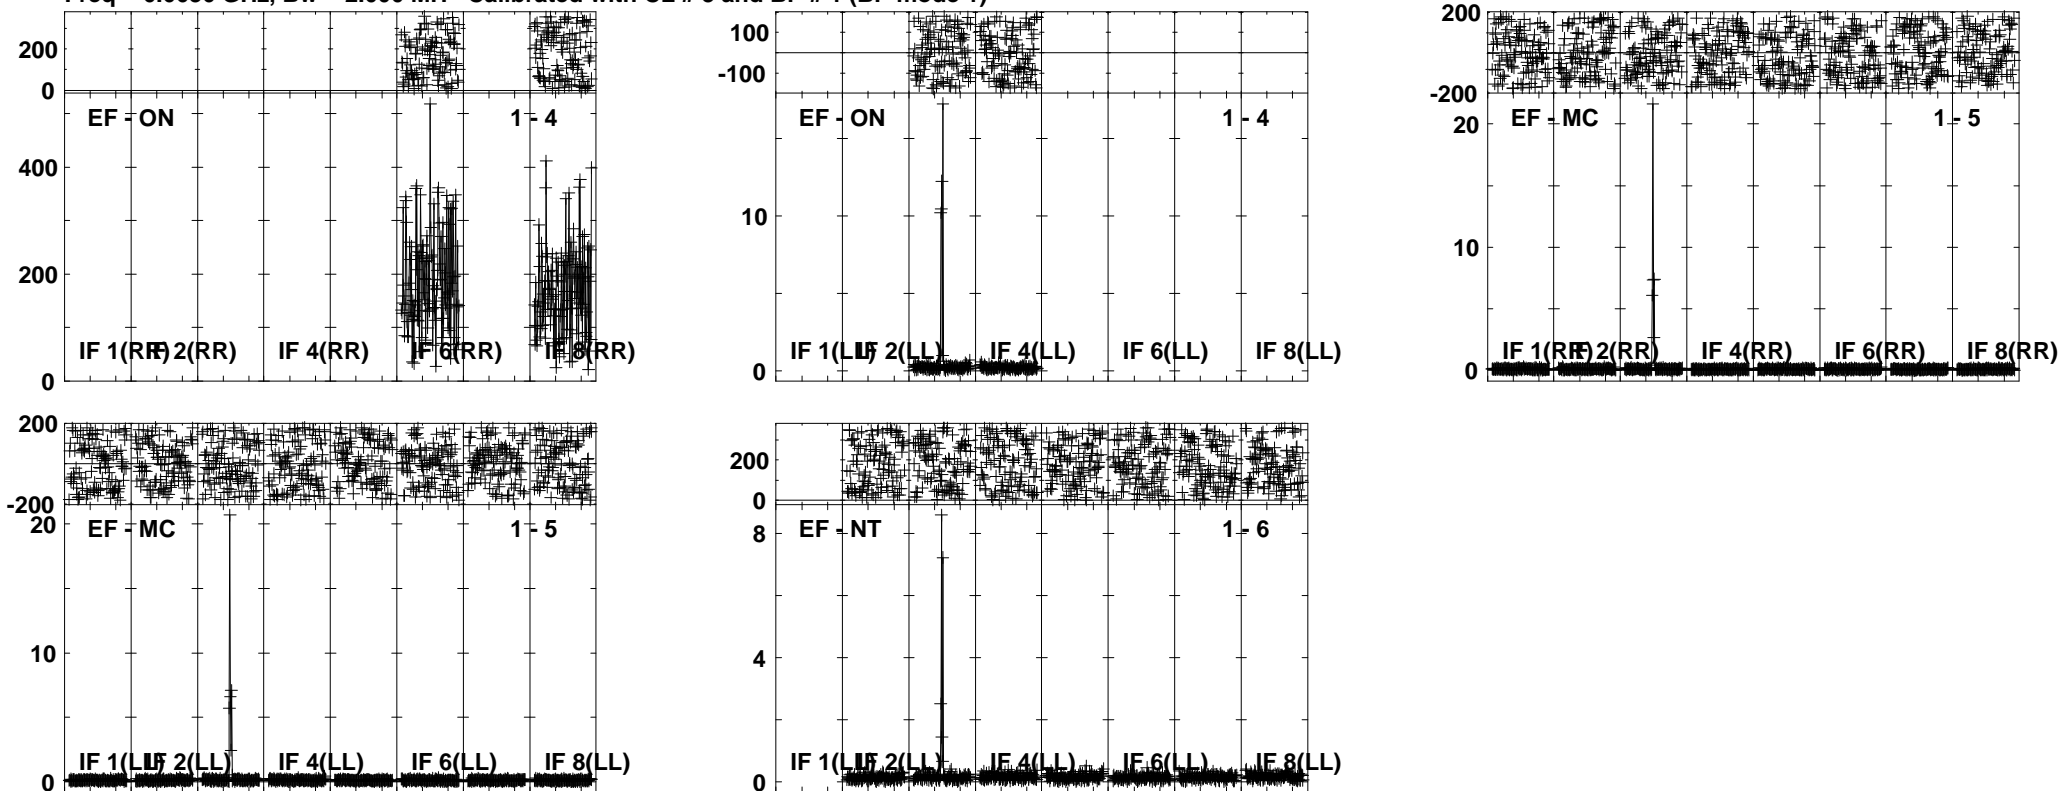 200
0
EF - ON 1 - 4
400
200
0
IF 1(RR) IF 2(RR) IF 4(RR) IF 6(RR) IF 8(RR)
100
-100
EF - ON 1 - 4
10
0
IF 1(LL) IF 2(LL) IF 4(LL) IF 6(LL) IF 8(LL)
200
-200
EF - MC 1 - 5
20
10
0
IF 1(RR) IF 2(RR) IF 4(RR) IF 6(RR) IF 8(RR)
200
-200
EF - MC 1 - 5
20
10
0
IF 1(LL) IF 2(LL) IF 4(LL) IF 6(LL) IF 8(LL)
200
0
EF - NT 1 - 6
8
4
0
IF 1(LL) IF 2(LL) IF 4(LL) IF 6(LL) IF 8(LL)